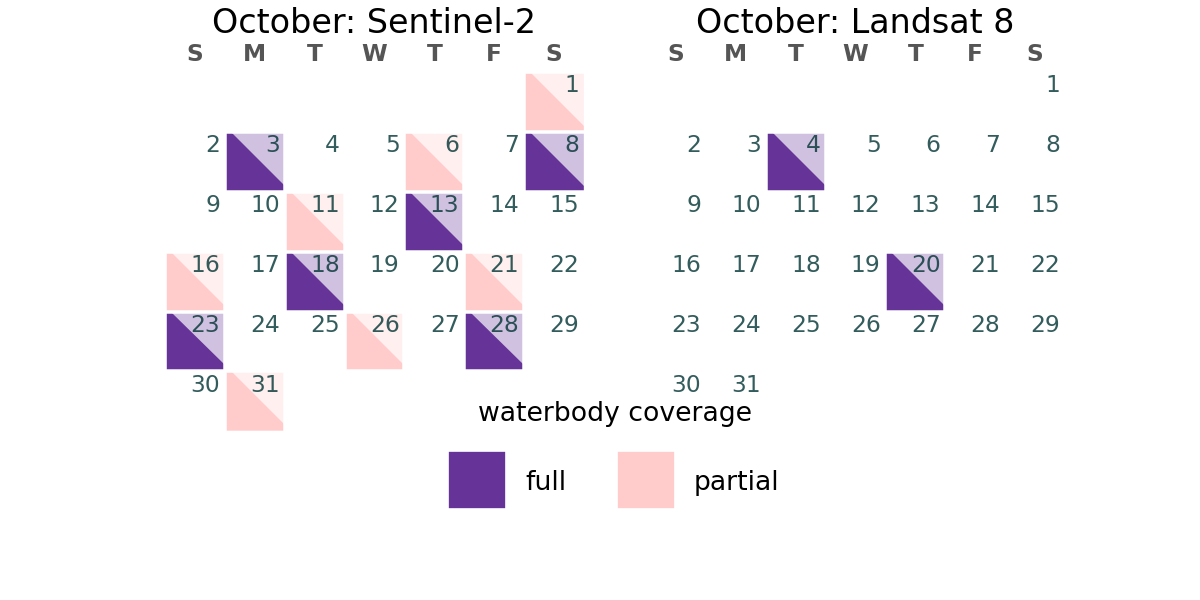 October: Sentinel-2
S M T W T F S
1
2 3 4 5 6 7 8
9 10 11 12 13 14 15
16 17 18 19 20 21 22
23 24 25 26 27 28 29
30 31
October: Landsat 8
S M T W T F S
1
2 3 4 5 6 7 8
9 10 11 12 13 14 15
16 17 18 19 20 21 22
23 24 25 26 27 28 29
30 31
waterbody coverage
full
partial